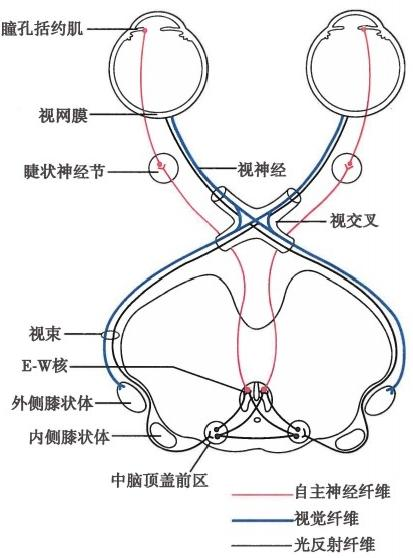 瞳孔括约肌
视网膜
睫状神经节
视神经
视交叉
视束
E-W核
外侧膝状体
内侧膝状体
中脑顶盖前区
自主神经纤维
视觉纤维
光反射纤维